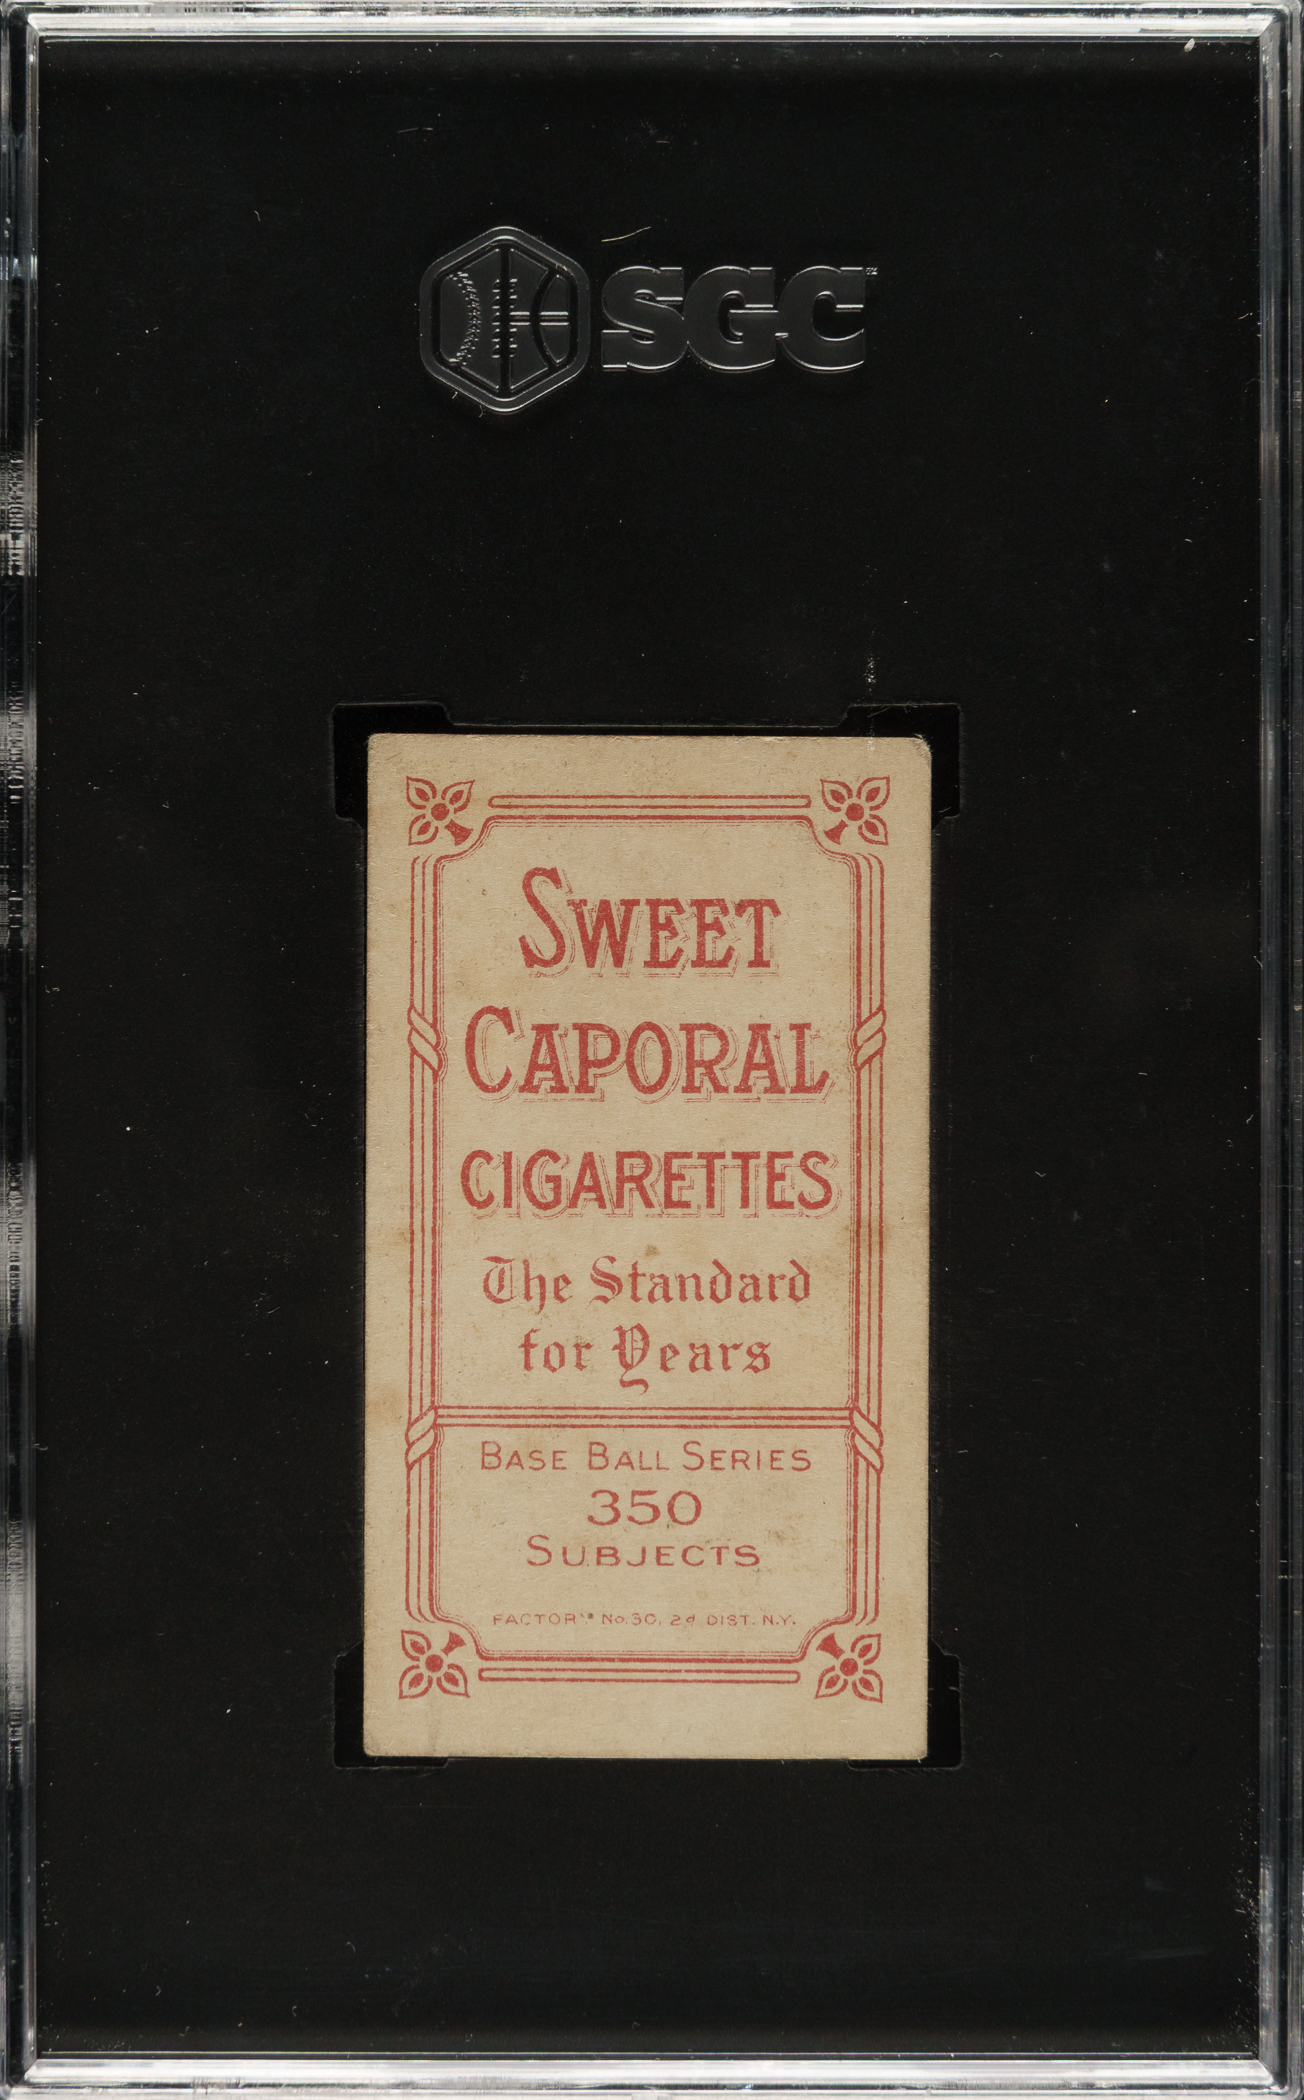 SGC
SWEET
CAPORAL
CIGARETTES
The Standard
for Years
BASE BALL SERIES
350
SUBJECTS
FACTORY No. 30, 2d DIST. N.Y.